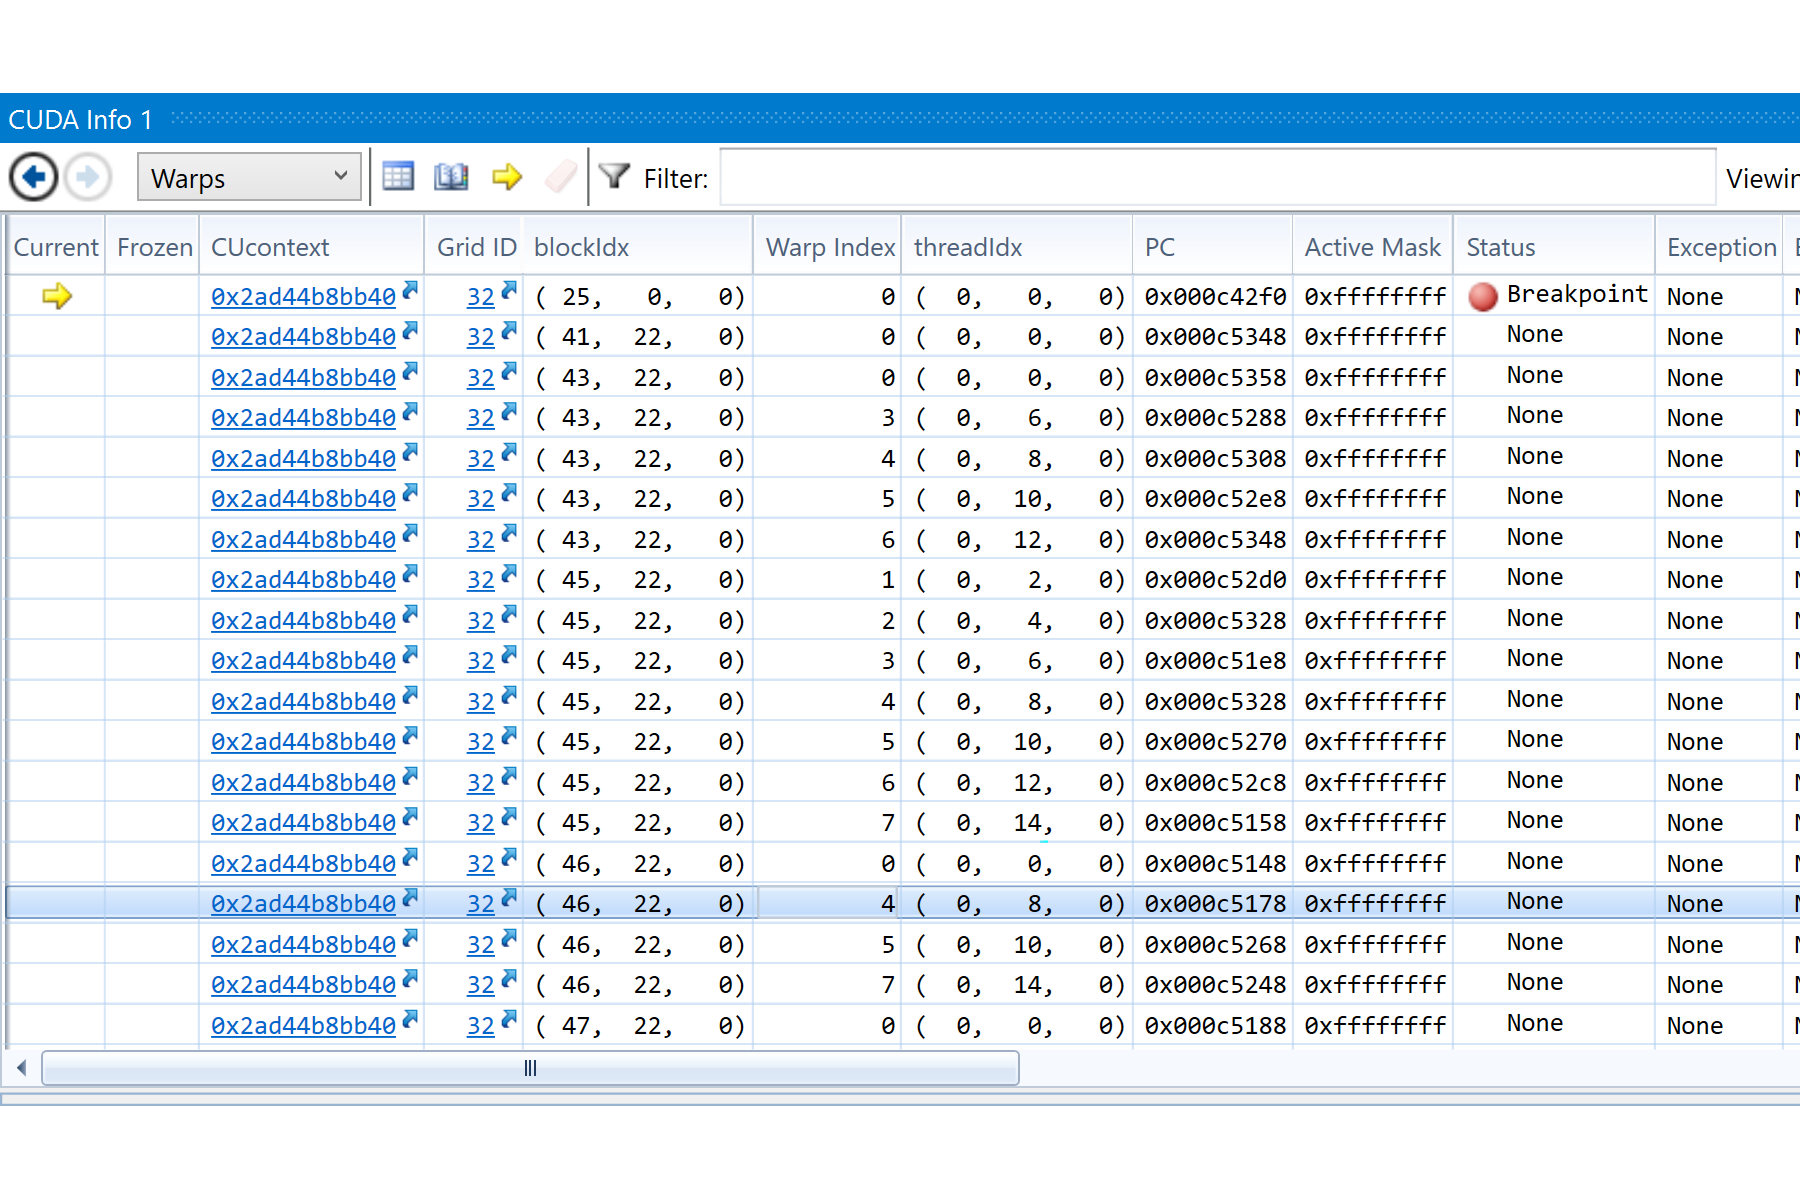 CUDA Info 1
Warps Filter: Viewin
Current Frozen CUcontext Grid ID blockIdx Warp Index threadIdx PC Active Mask Status Exception
0x2ad44b8bb40 32 ( 25, 0, 0) 0 ( 0, 0, 0) 0x000c42f0 0xffffffff Breakpoint None
0x2ad44b8bb40 32 ( 41, 22, 0) 0 ( 0, 0, 0) 0x000c5348 0xffffffff None None
0x2ad44b8bb40 32 ( 43, 22, 0) 0 ( 0, 0, 0) 0x000c5358 0xffffffff None None
0x2ad44b8bb40 32 ( 43, 22, 0) 3 ( 0, 6, 0) 0x000c5288 0xffffffff None None
0x2ad44b8bb40 32 ( 43, 22, 0) 4 ( 0, 8, 0) 0x000c5308 0xffffffff None None
0x2ad44b8bb40 32 ( 43, 22, 0) 5 ( 0, 10, 0) 0x000c52e8 0xffffffff None None
0x2ad44b8bb40 32 ( 43, 22, 0) 6 ( 0, 12, 0) 0x000c5348 0xffffffff None None
0x2ad44b8bb40 32 ( 45, 22, 0) 1 ( 0, 2, 0) 0x000c52d0 0xffffffff None None
0x2ad44b8bb40 32 ( 45, 22, 0) 2 ( 0, 4, 0) 0x000c5328 0xffffffff None None
0x2ad44b8bb40 32 ( 45, 22, 0) 3 ( 0, 6, 0) 0x000c51e8 0xffffffff None None
0x2ad44b8bb40 32 ( 45, 22, 0) 4 ( 0, 8, 0) 0x000c5328 0xffffffff None None
0x2ad44b8bb40 32 ( 45, 22, 0) 5 ( 0, 10, 0) 0x000c5270 0xffffffff None None
0x2ad44b8bb40 32 ( 45, 22, 0) 6 ( 0, 12, 0) 0x000c52c8 0xffffffff None None
0x2ad44b8bb40 32 ( 45, 22, 0) 7 ( 0, 14, 0) 0x000c5158 0xffffffff None None
0x2ad44b8bb40 32 ( 46, 22, 0) 0 ( 0, 0, 0) 0x000c5148 0xffffffff None None
0x2ad44b8bb40 32 ( 46, 22, 0) 4 ( 0, 8, 0) 0x000c5178 0xffffffff None None
0x2ad44b8bb40 32 ( 46, 22, 0) 5 ( 0, 10, 0) 0x000c5268 0xffffffff None None
0x2ad44b8bb40 32 ( 46, 22, 0) 7 ( 0, 14, 0) 0x000c5248 0xffffffff None None
0x2ad44b8bb40 32 ( 47, 22, 0) 0 ( 0, 0, 0) 0x000c5188 0xffffffff None None